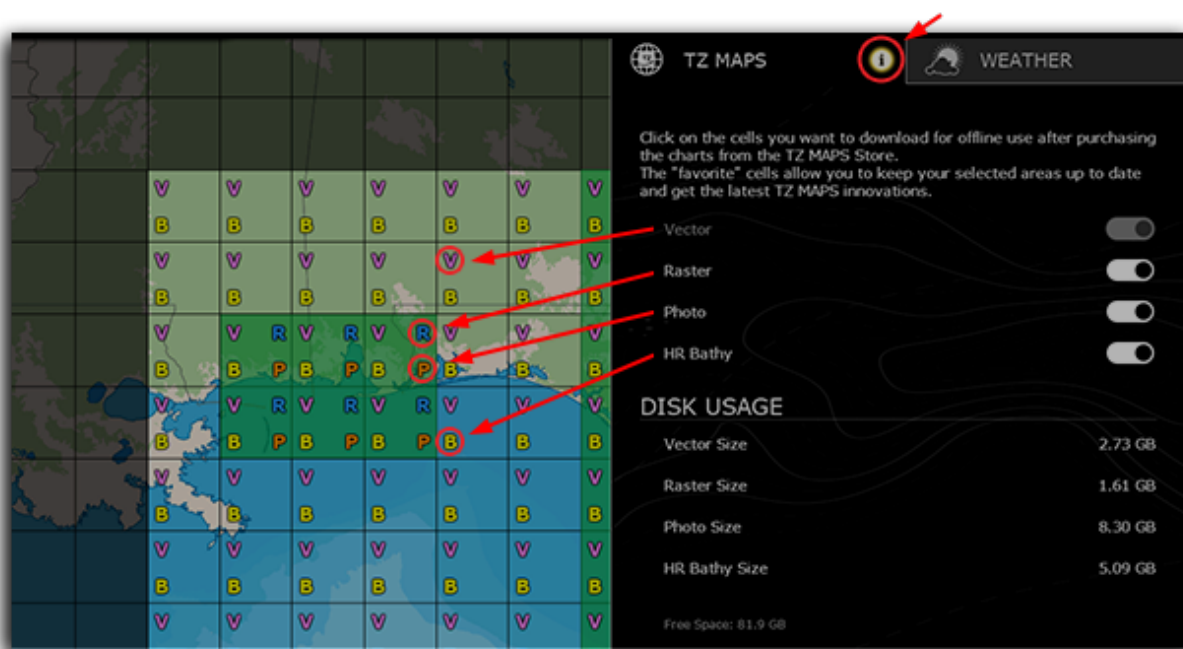 V V V V V V V
B B B B B B B
V V V V V V V
B B B B B B B
V V R V R V R V V V
B B P B P B P B B B
V V R V R V R V V V
B B P B P B P B B B
V V V V V V V
B B B B B B B
V V V V V V V
B B B B B B B
V V V V V V V
TZ MAPS i WEATHER
Click on the cells you want to download for offline use after purchasing
the charts from the TZ MAPS Store.
The "favorite" cells allow you to keep your selected areas up to date
and get the latest TZ MAPS innovations.
Vector
Raster
Photo
HR Bathy
DISK USAGE
Vector Size 2.73 GB
Raster Size 1.61 GB
Photo Size 8.30 GB
HR Bathy Size 5.09 GB
Free Space: 81.9 GB